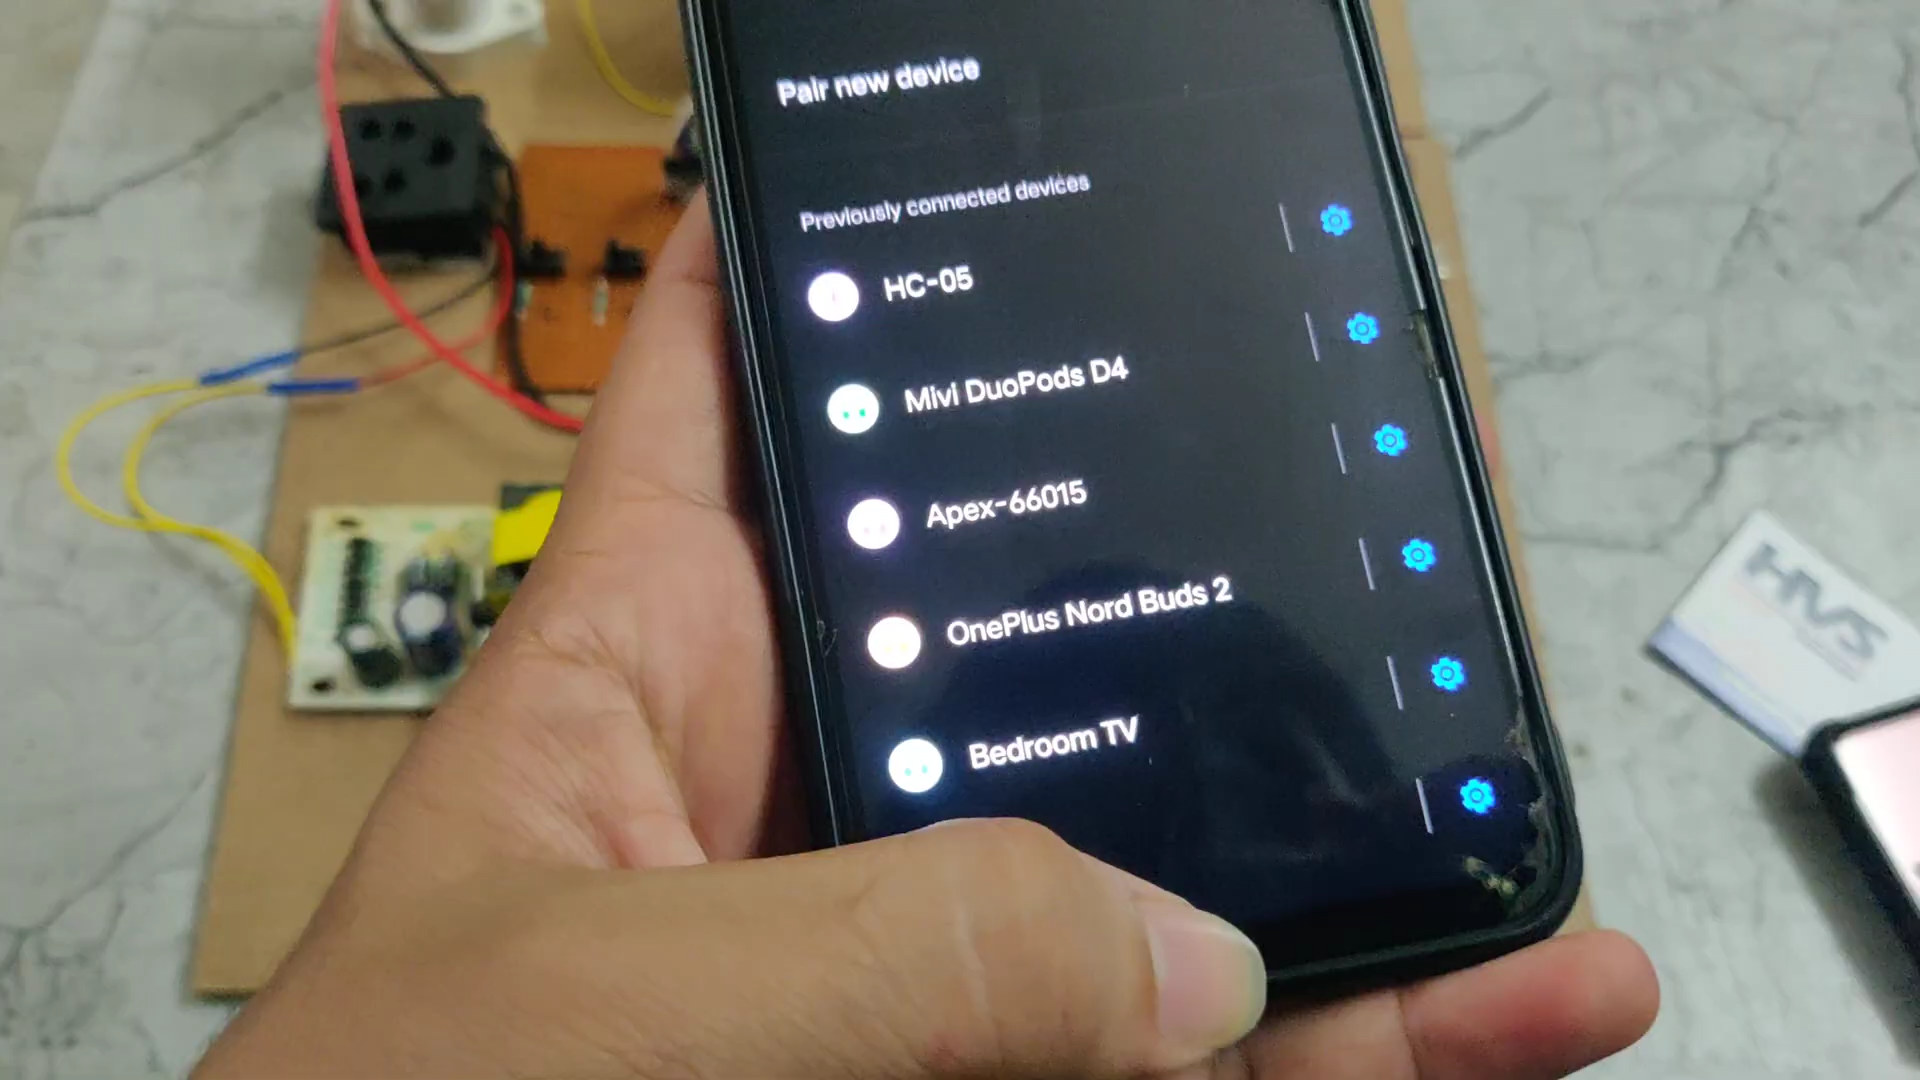 Pair new device
Previously connected devices
HC-05
Mivi DuoPods D4
Apex-66015
OnePlus Nord Buds 2
Bedroom TV
HVS